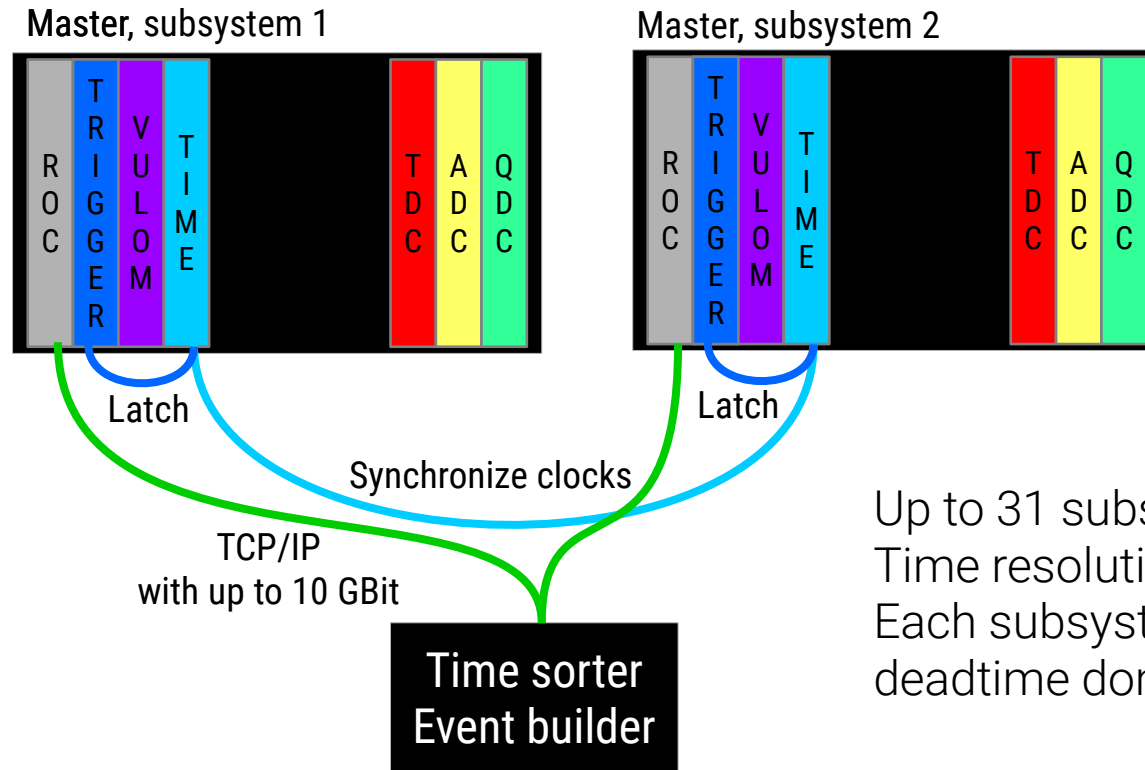 Master, subsystem 1
Master, subsystem 2
ROC
TRIGGER
VULOM
TIME
TDC
ADC
QDC
ROC
TRIGGER
VULOM
TIME
TDC
ADC
QDC
Latch
Latch
Synchronize clocks
TCP/IP
with up to 10 GBit
Up to 31 subs
Time resoluti
Each subsyst
deadtime dor
Time sorter
Event builder